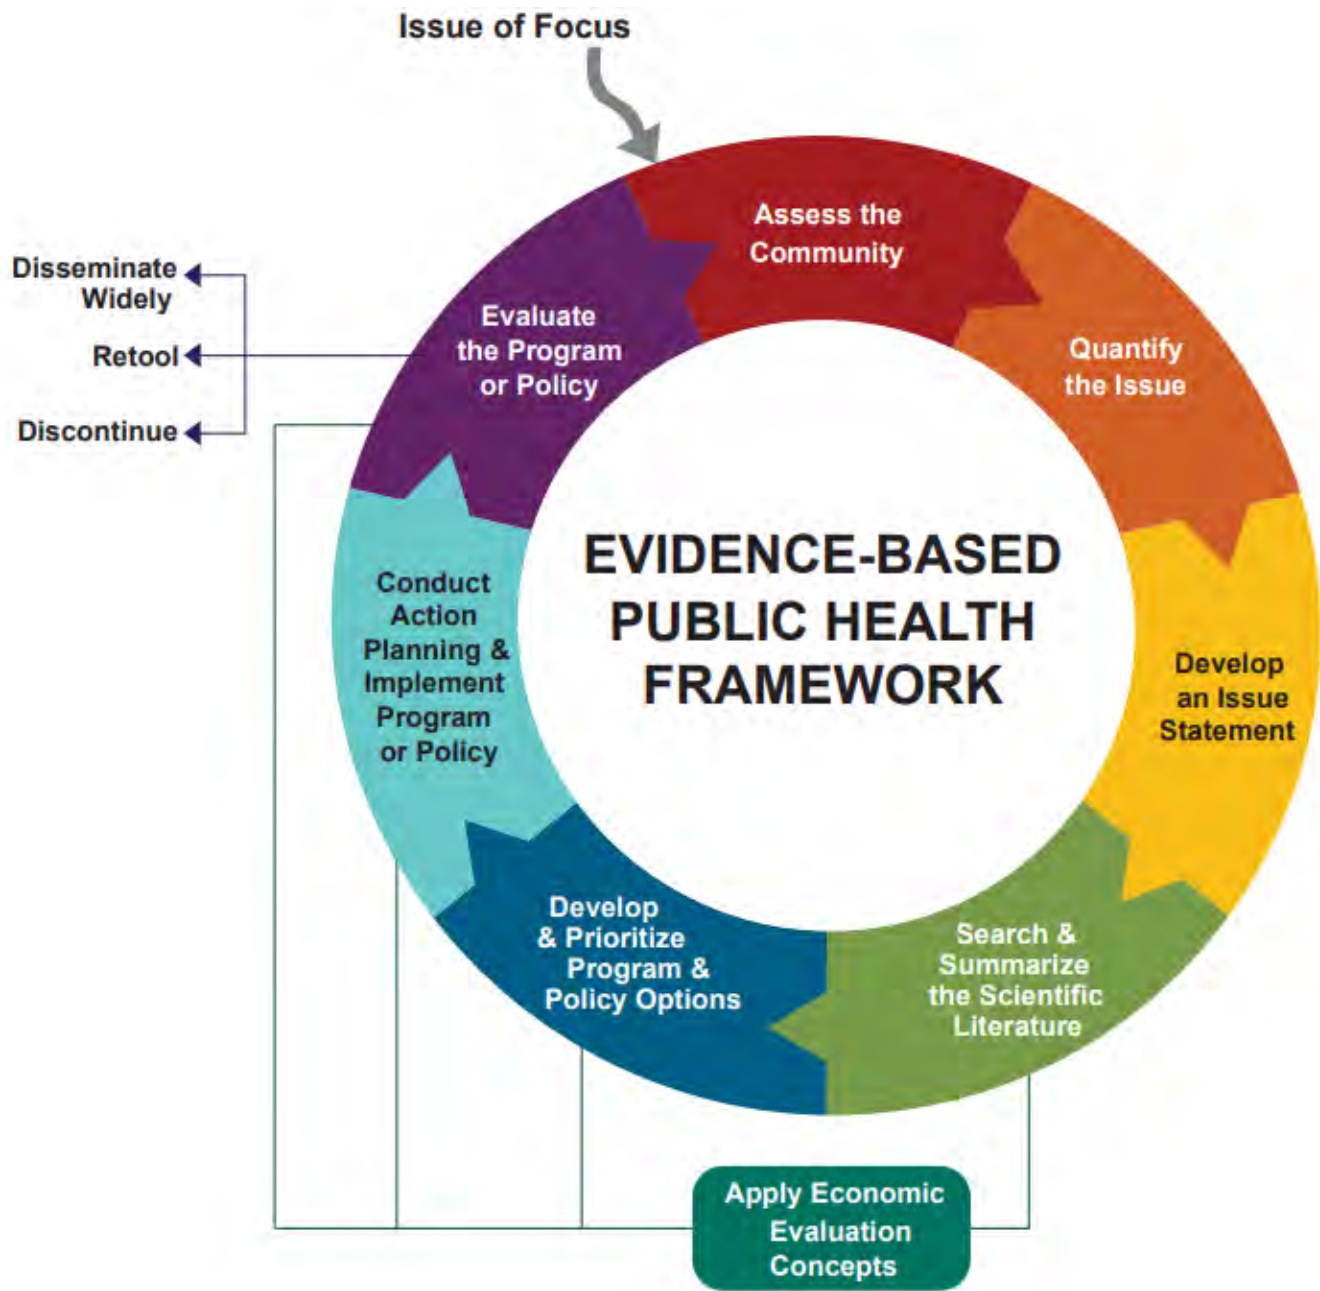 Issue of Focus
Assess the
Community
Quantify
the Issue
Develop
an Issue
Statement
Search &
Summarize
the Scientific
Literature
Develop
& Prioritize
Program &
Policy Options
Conduct
Action
Planning &
Implement
Program
or Policy
Evaluate
the Program
or Policy
Disseminate
Widely
Retool
Discontinue
EVIDENCE-BASED
PUBLIC HEALTH
FRAMEWORK
Apply Economic
Evaluation
Concepts